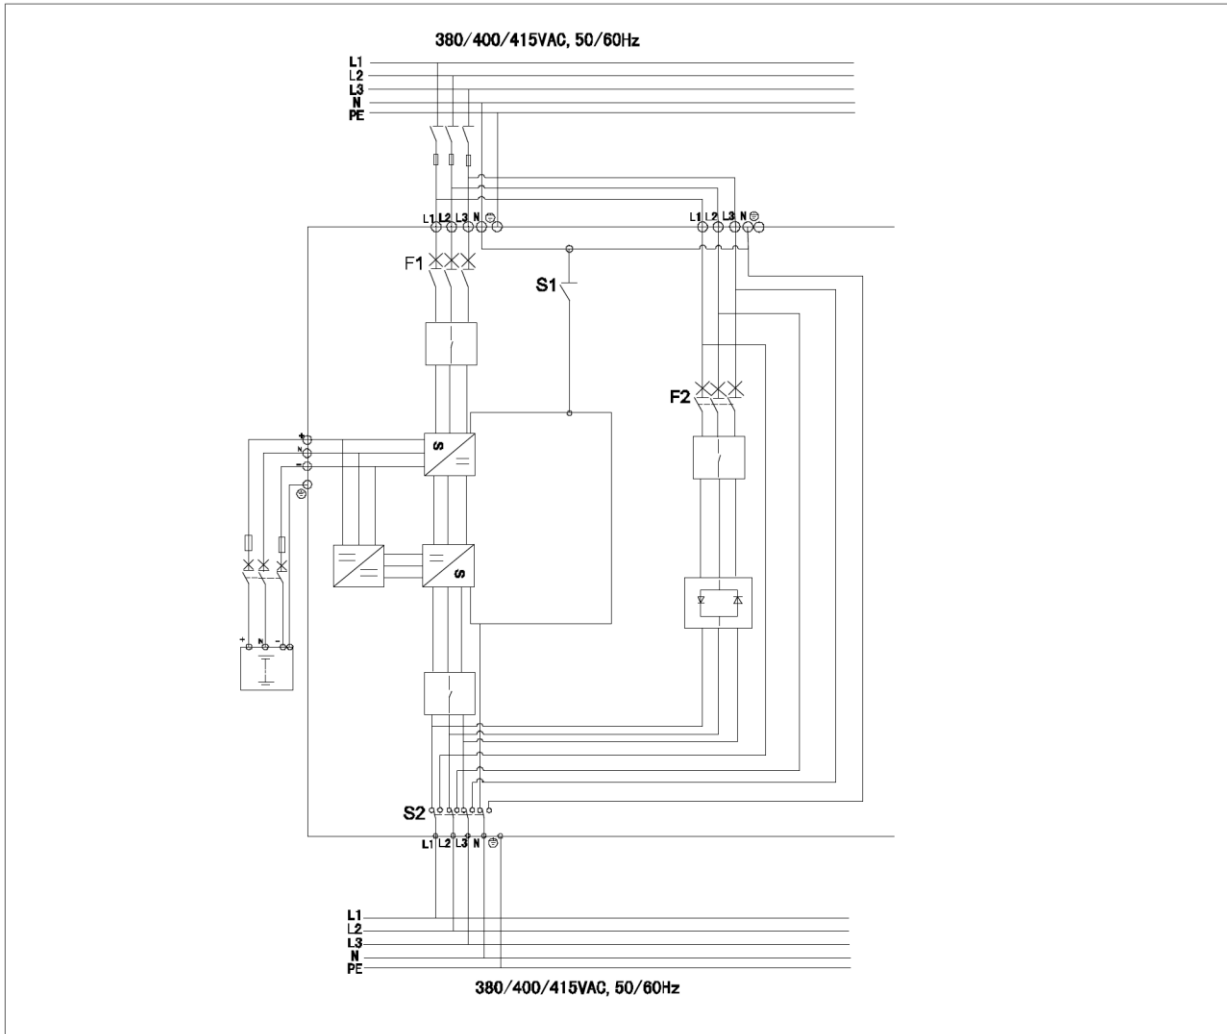 380/400/415VAC, 50/60Hz
L1
L2
L3
N
PE
L1 L2 L3 N
L1 L2 L3 N
F1
S1
F2
+
N
-
S
S
+ N -
S2
L1 L2 L3 N
L1
L2
L3
N
PE
380/400/415VAC, 50/60Hz